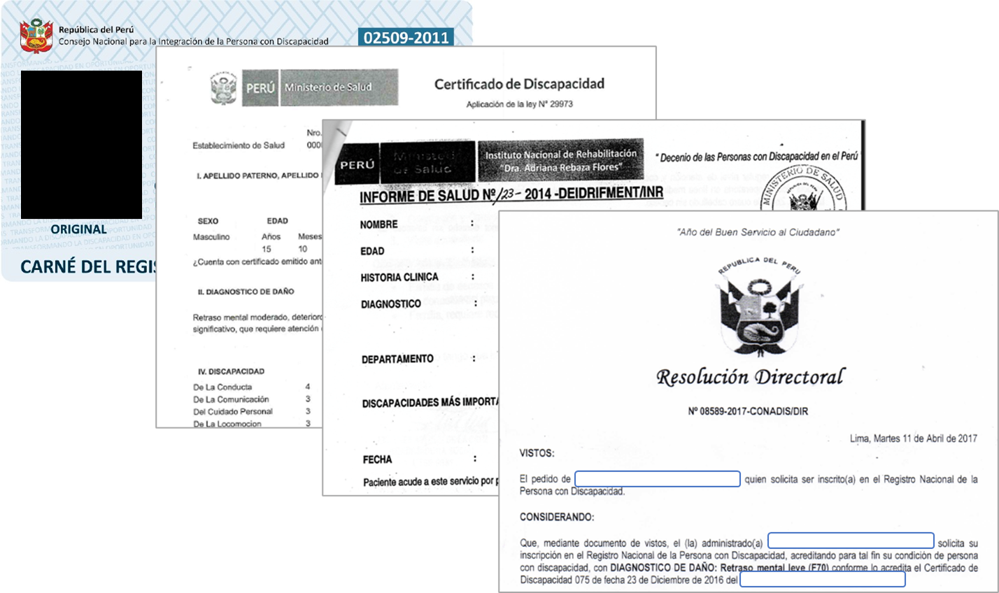 República del Perú
Consejo Nacional para la Integración de la Persona con Discapacidad
02509-2011
ORIGINAL
CARNÉ DEL REGIS
PERÚ Ministerio de Salud
Certificado de Discapacidad
Aplicación de la ley N° 29973
Nro.
Establecimiento de Salud
I. APELLIDO PATERNO, APELLIDO
SEXO EDAD
Masculino Años Meses
15 10
¿Cuenta con certificado emitido ant
II. DIAGNOSTICO DE DAÑO
Retraso mental moderado, deterioro
significativo, que requiere atención
IV. DISCAPACIDAD
De La Conducta 4
De La Comunicación 3
Del Cuidado Personal 3
De La Locomocion 3
PERÚ Ministerio de Salud
Instituto Nacional de Rehabilitación
"Dra. Adriana Rebaza Flores"
"Decenio de las Personas con Discapacidad en el Perú
MINISTERIO DE SALUD
INFORME DE SALUD Nº 123- 2014 -DEIDRIFMENT/INR
NOMBRE :
EDAD :
HISTORIA CLINICA :
DIAGNOSTICO :
DEPARTAMENTO :
DISCAPACIDADES MÁS IMPORTA
FECHA :
Paciente acude a este servicio por p
"Año del Buen Servicio al Ciudadano"
REPUBLICA DEL PERU
Resolución Directoral
Nº 08589-2017-CONADIS/DIR
Lima, Martes 11 de Abril de 2017
VISTOS:
El pedido de quien solicita ser inscrito(a) en el Registro Nacional de la
Persona con Discapacidad.
CONSIDERANDO:
Que, mediante documento de vistos, el (la) administrado(a) solicita su
inscripción en el Registro Nacional de la Persona con Discapacidad, acreditando para tal fin su condición de persona
con discapacidad, con DIAGNOSTICO DE DAÑO: Retraso mental leve (F70) conforme lo acredita el Certificado de
Discapacidad 075 de fecha 23 de Diciembre de 2016 del